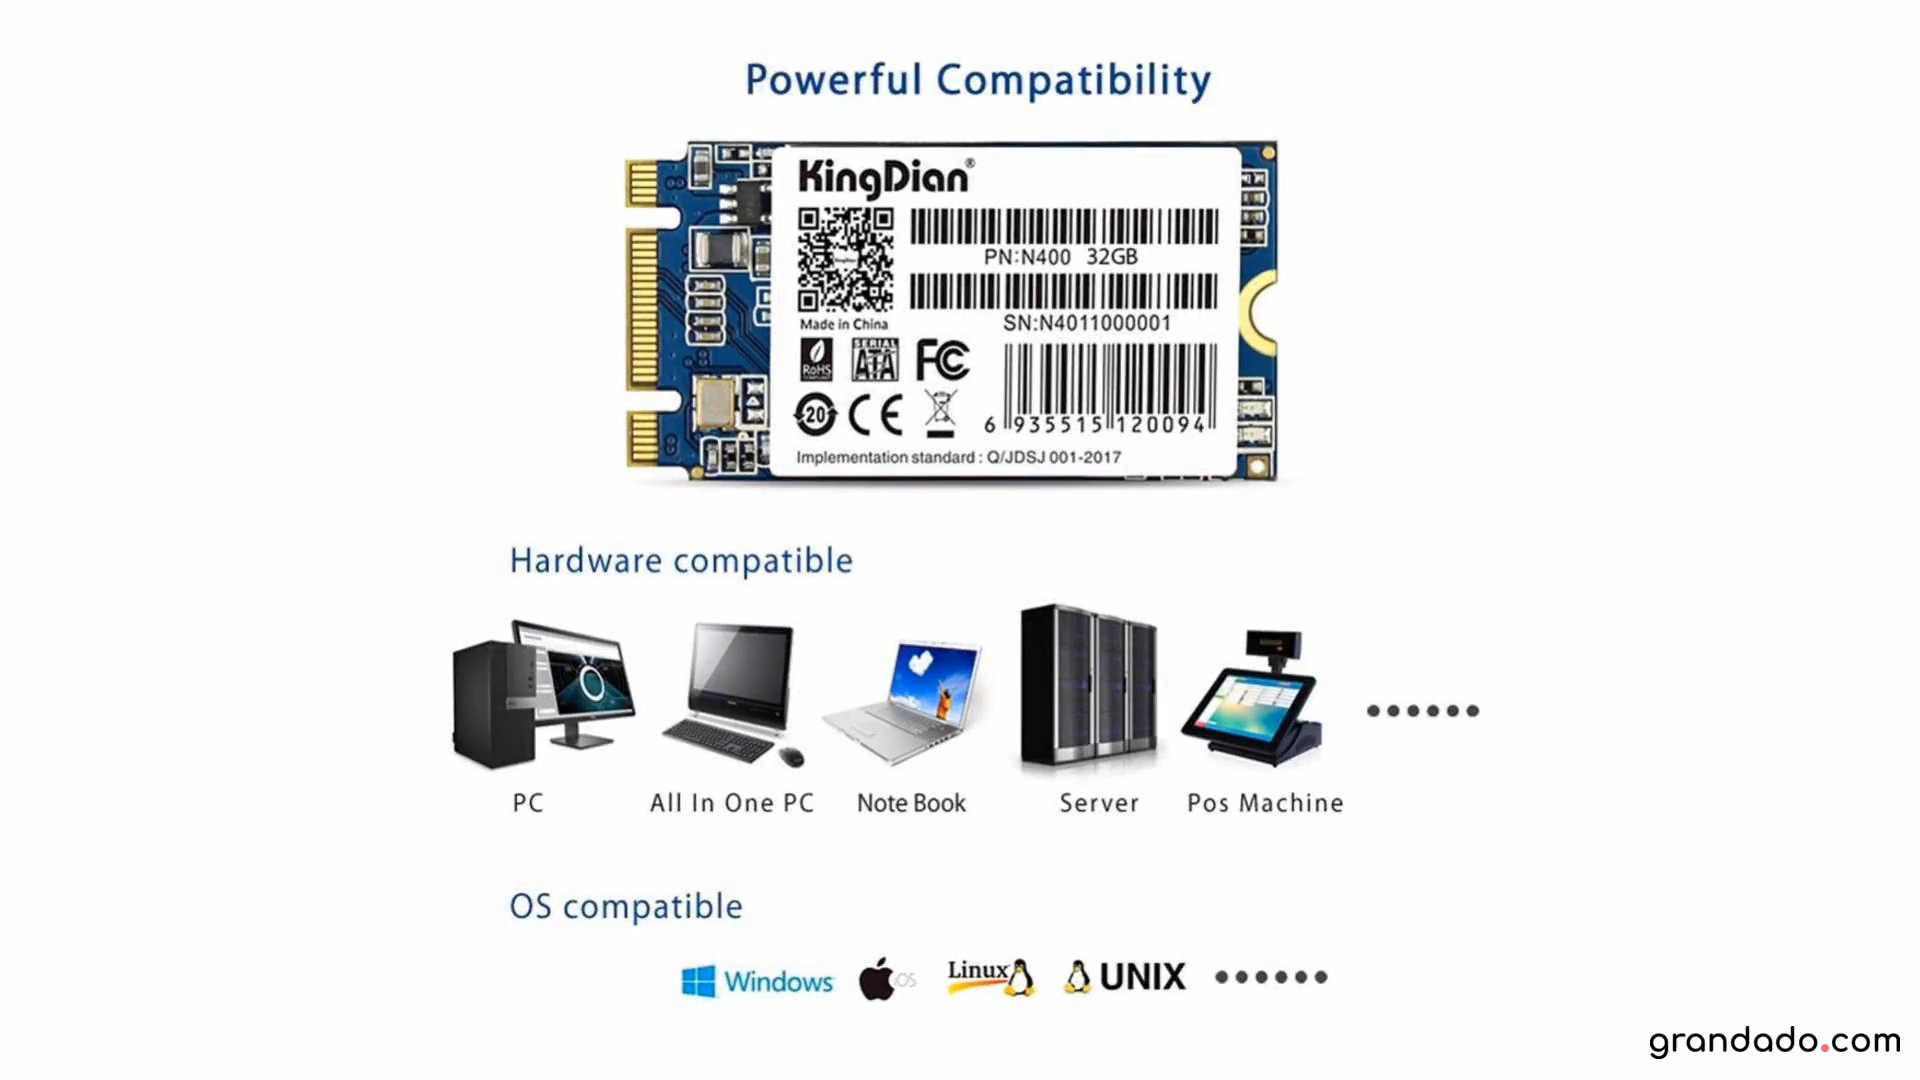 Powerful Compatibility
KingDian®
PN:N400 32GB
SN:N4011000001
Made in China
RoHS
SERIAL
ATA
FC
20
CE
6 935515 120094
Implementation standard : Q/JDSJ 001-2017
Hardware compatible
PC
All In One PC
Note Book
Server
Pos Machine
OS compatible
Windows
OS
Linux
UNIX
grandado.com